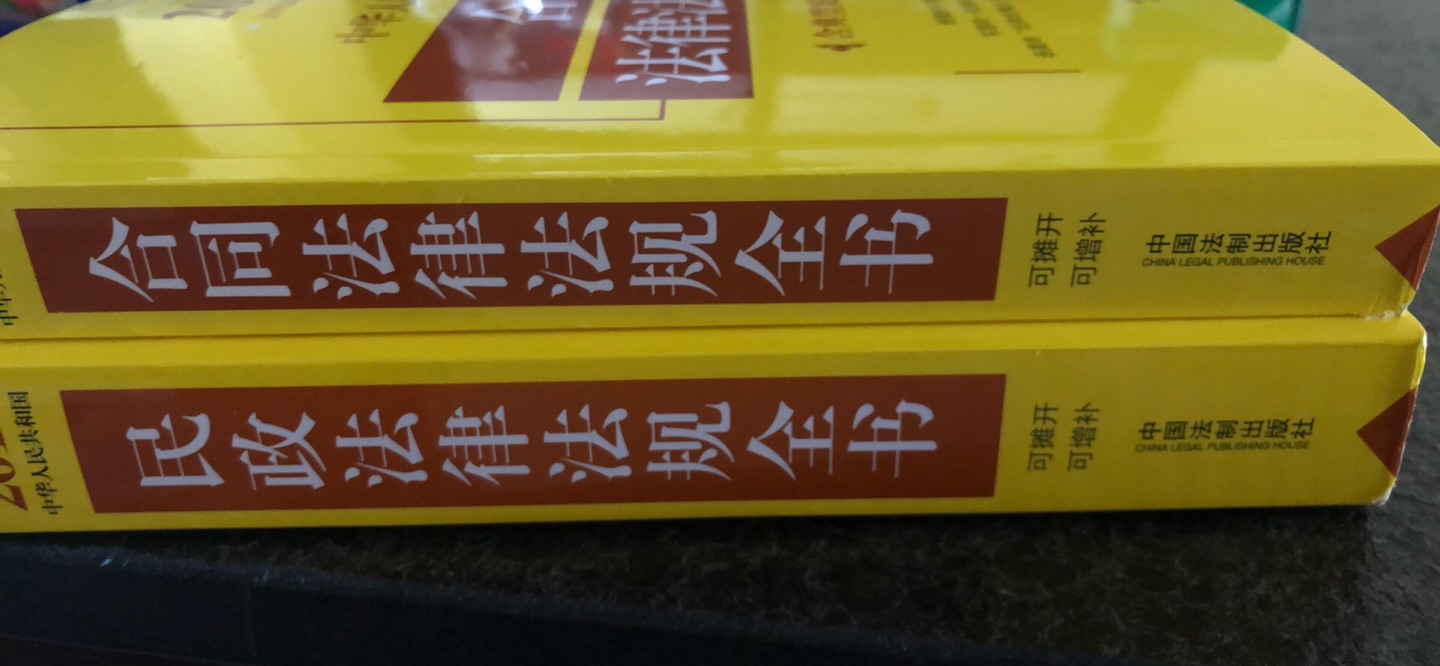 法律法
合同法律法规全书
可摊开
可增补
中国法制出版社
CHINA LEGAL PUBLISHING HOUSE
中华人民共和国
民政法律法规全书
可摊开
可增补
中国法制出版社
CHINA LEGAL PUBLISHING HOUSE